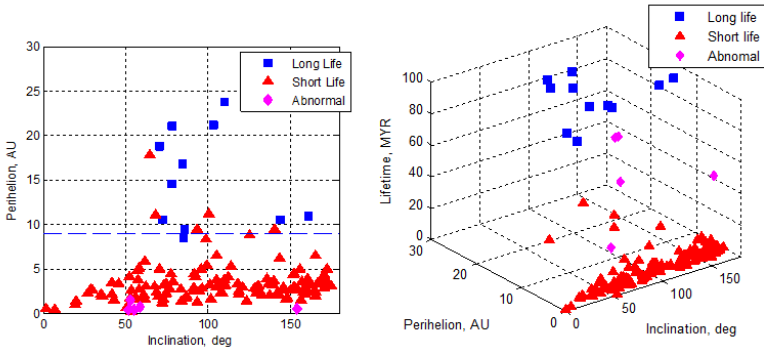 30
25
20
15
10
5
0
Perihelion, AU
0
50
100
150
Inclination, deg
Long Life
Short Life
Abnormal
100
80
60
40
20
0
Lifetime, MYR
30
20
10
0
Perihelion, AU
0
50
100
150
Inclination, deg
Long life
Short life
Abnomal